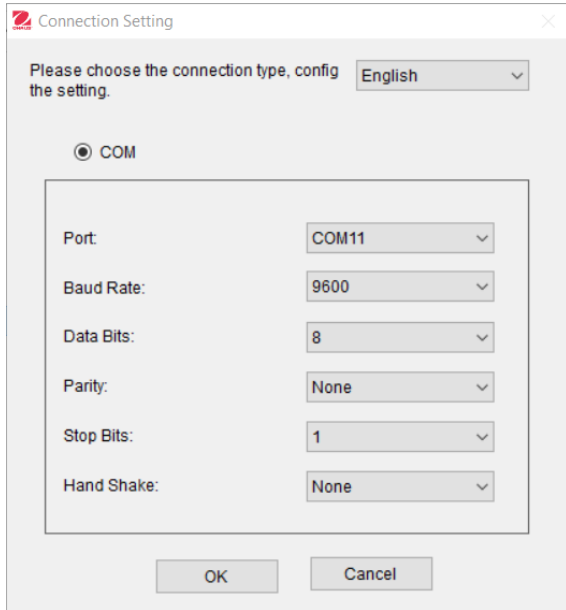 Connection Setting
Please choose the connection type, config
the setting.
English
COM
Port:
COM11
Baud Rate:
9600
Data Bits:
8
Parity:
None
Stop Bits:
1
Hand Shake:
None
OK
Cancel